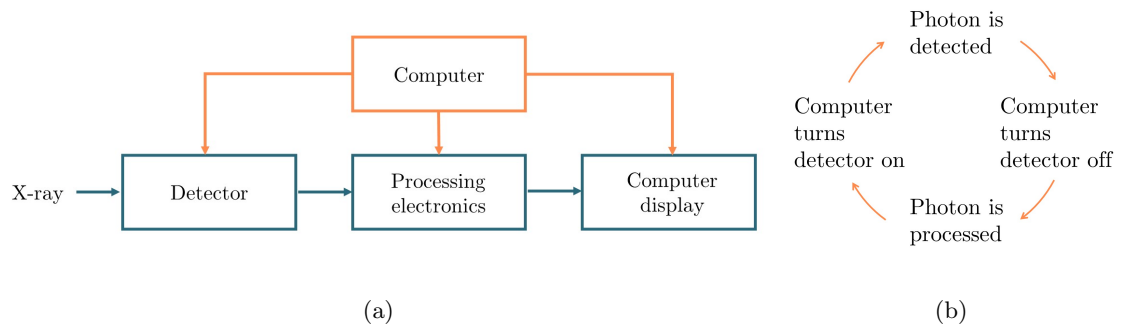 Computer
X-ray
Detector
Processing
electronics
Computer
display
(a)
Photon is
detected
Computer
turns
detector off
Photon is
processed
Computer
turns
detector on
(b)